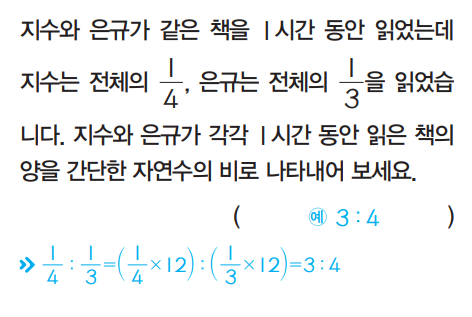 지수와 은규가 같은 책을 1시간 동안 읽었는데
지수는 전체의 1/4, 은규는 전체의 1/3을 읽었습
니다. 지수와 은규가 각각 1시간 동안 읽은 책의
양을 간단한 자연수의 비로 나타내어 보세요.
( 예 3 : 4 )
» 1/4 : 1/3=(1/4×12) : (1/3×12)=3 : 4